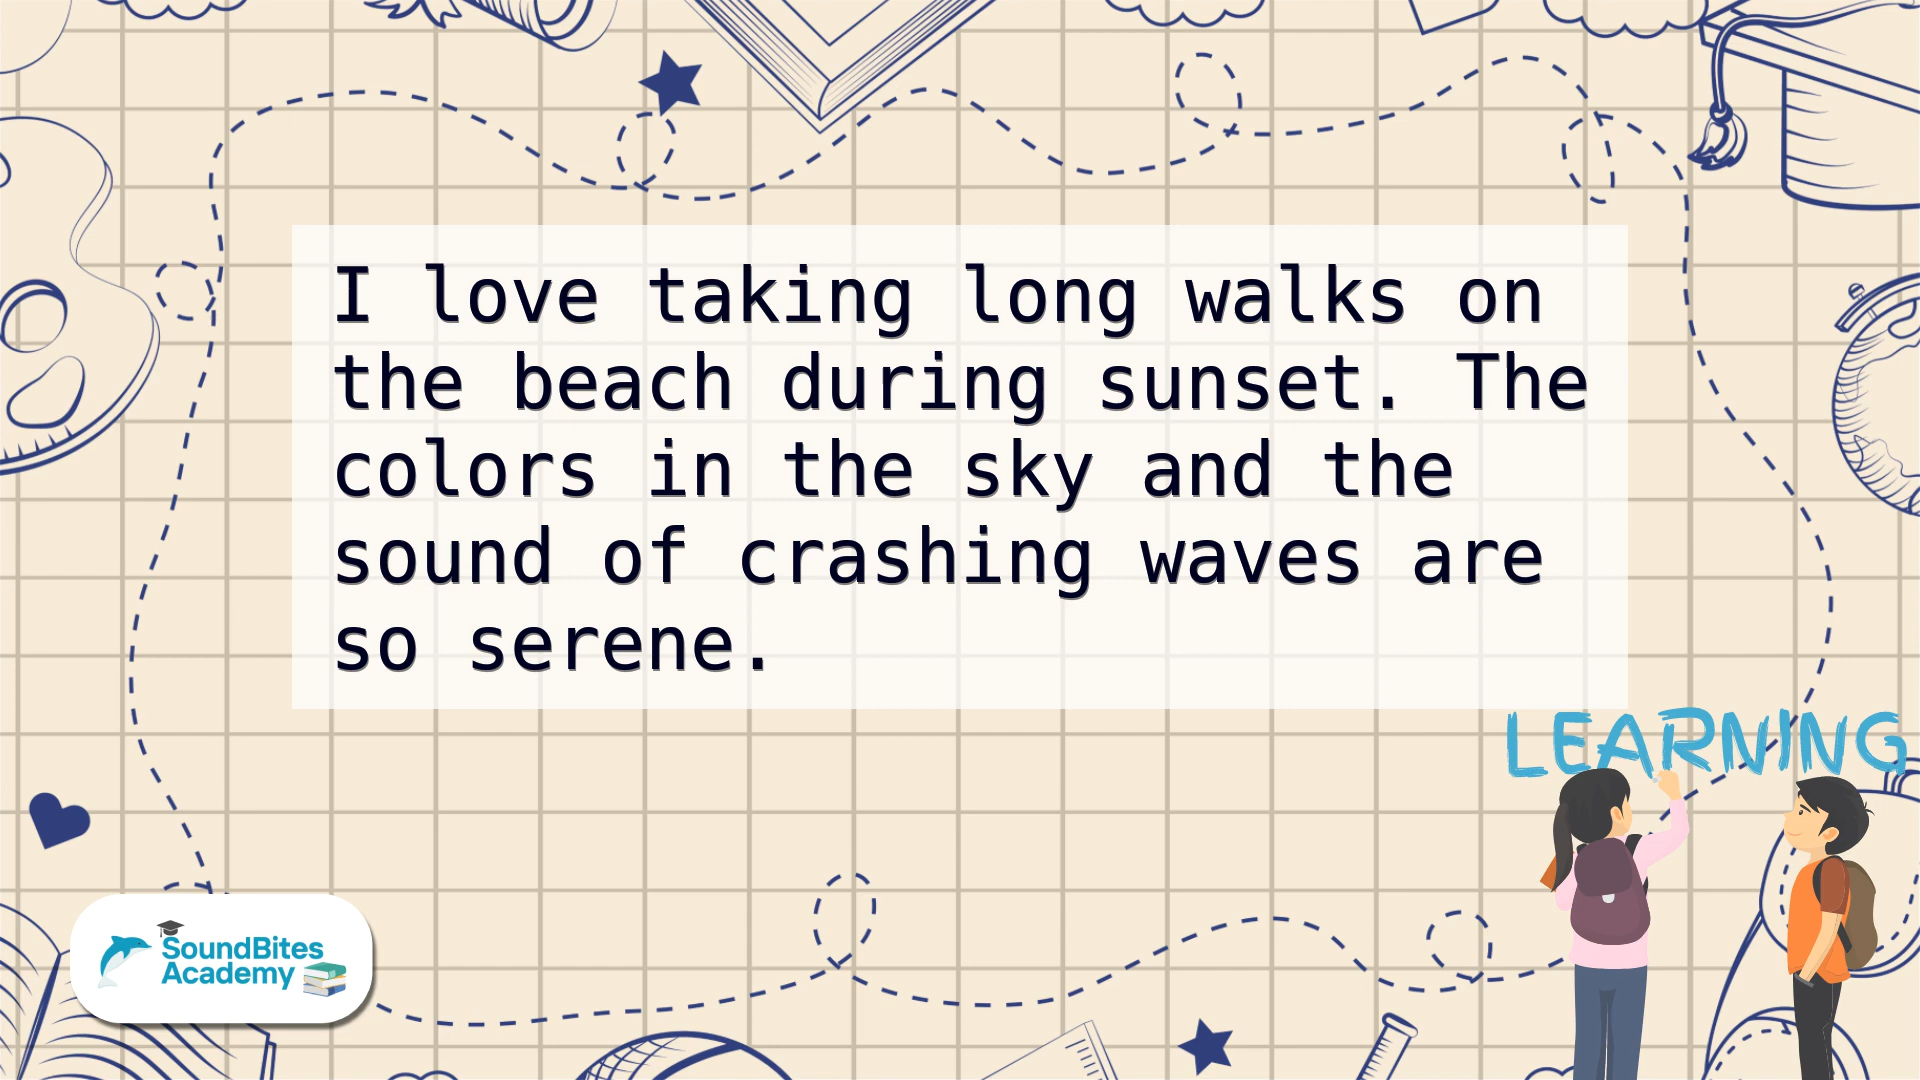 I love taking long walks on
the beach during sunset. The
colors in the sky and the
sound of crashing waves are
so serene.
LEARNING
SoundBites
Academy